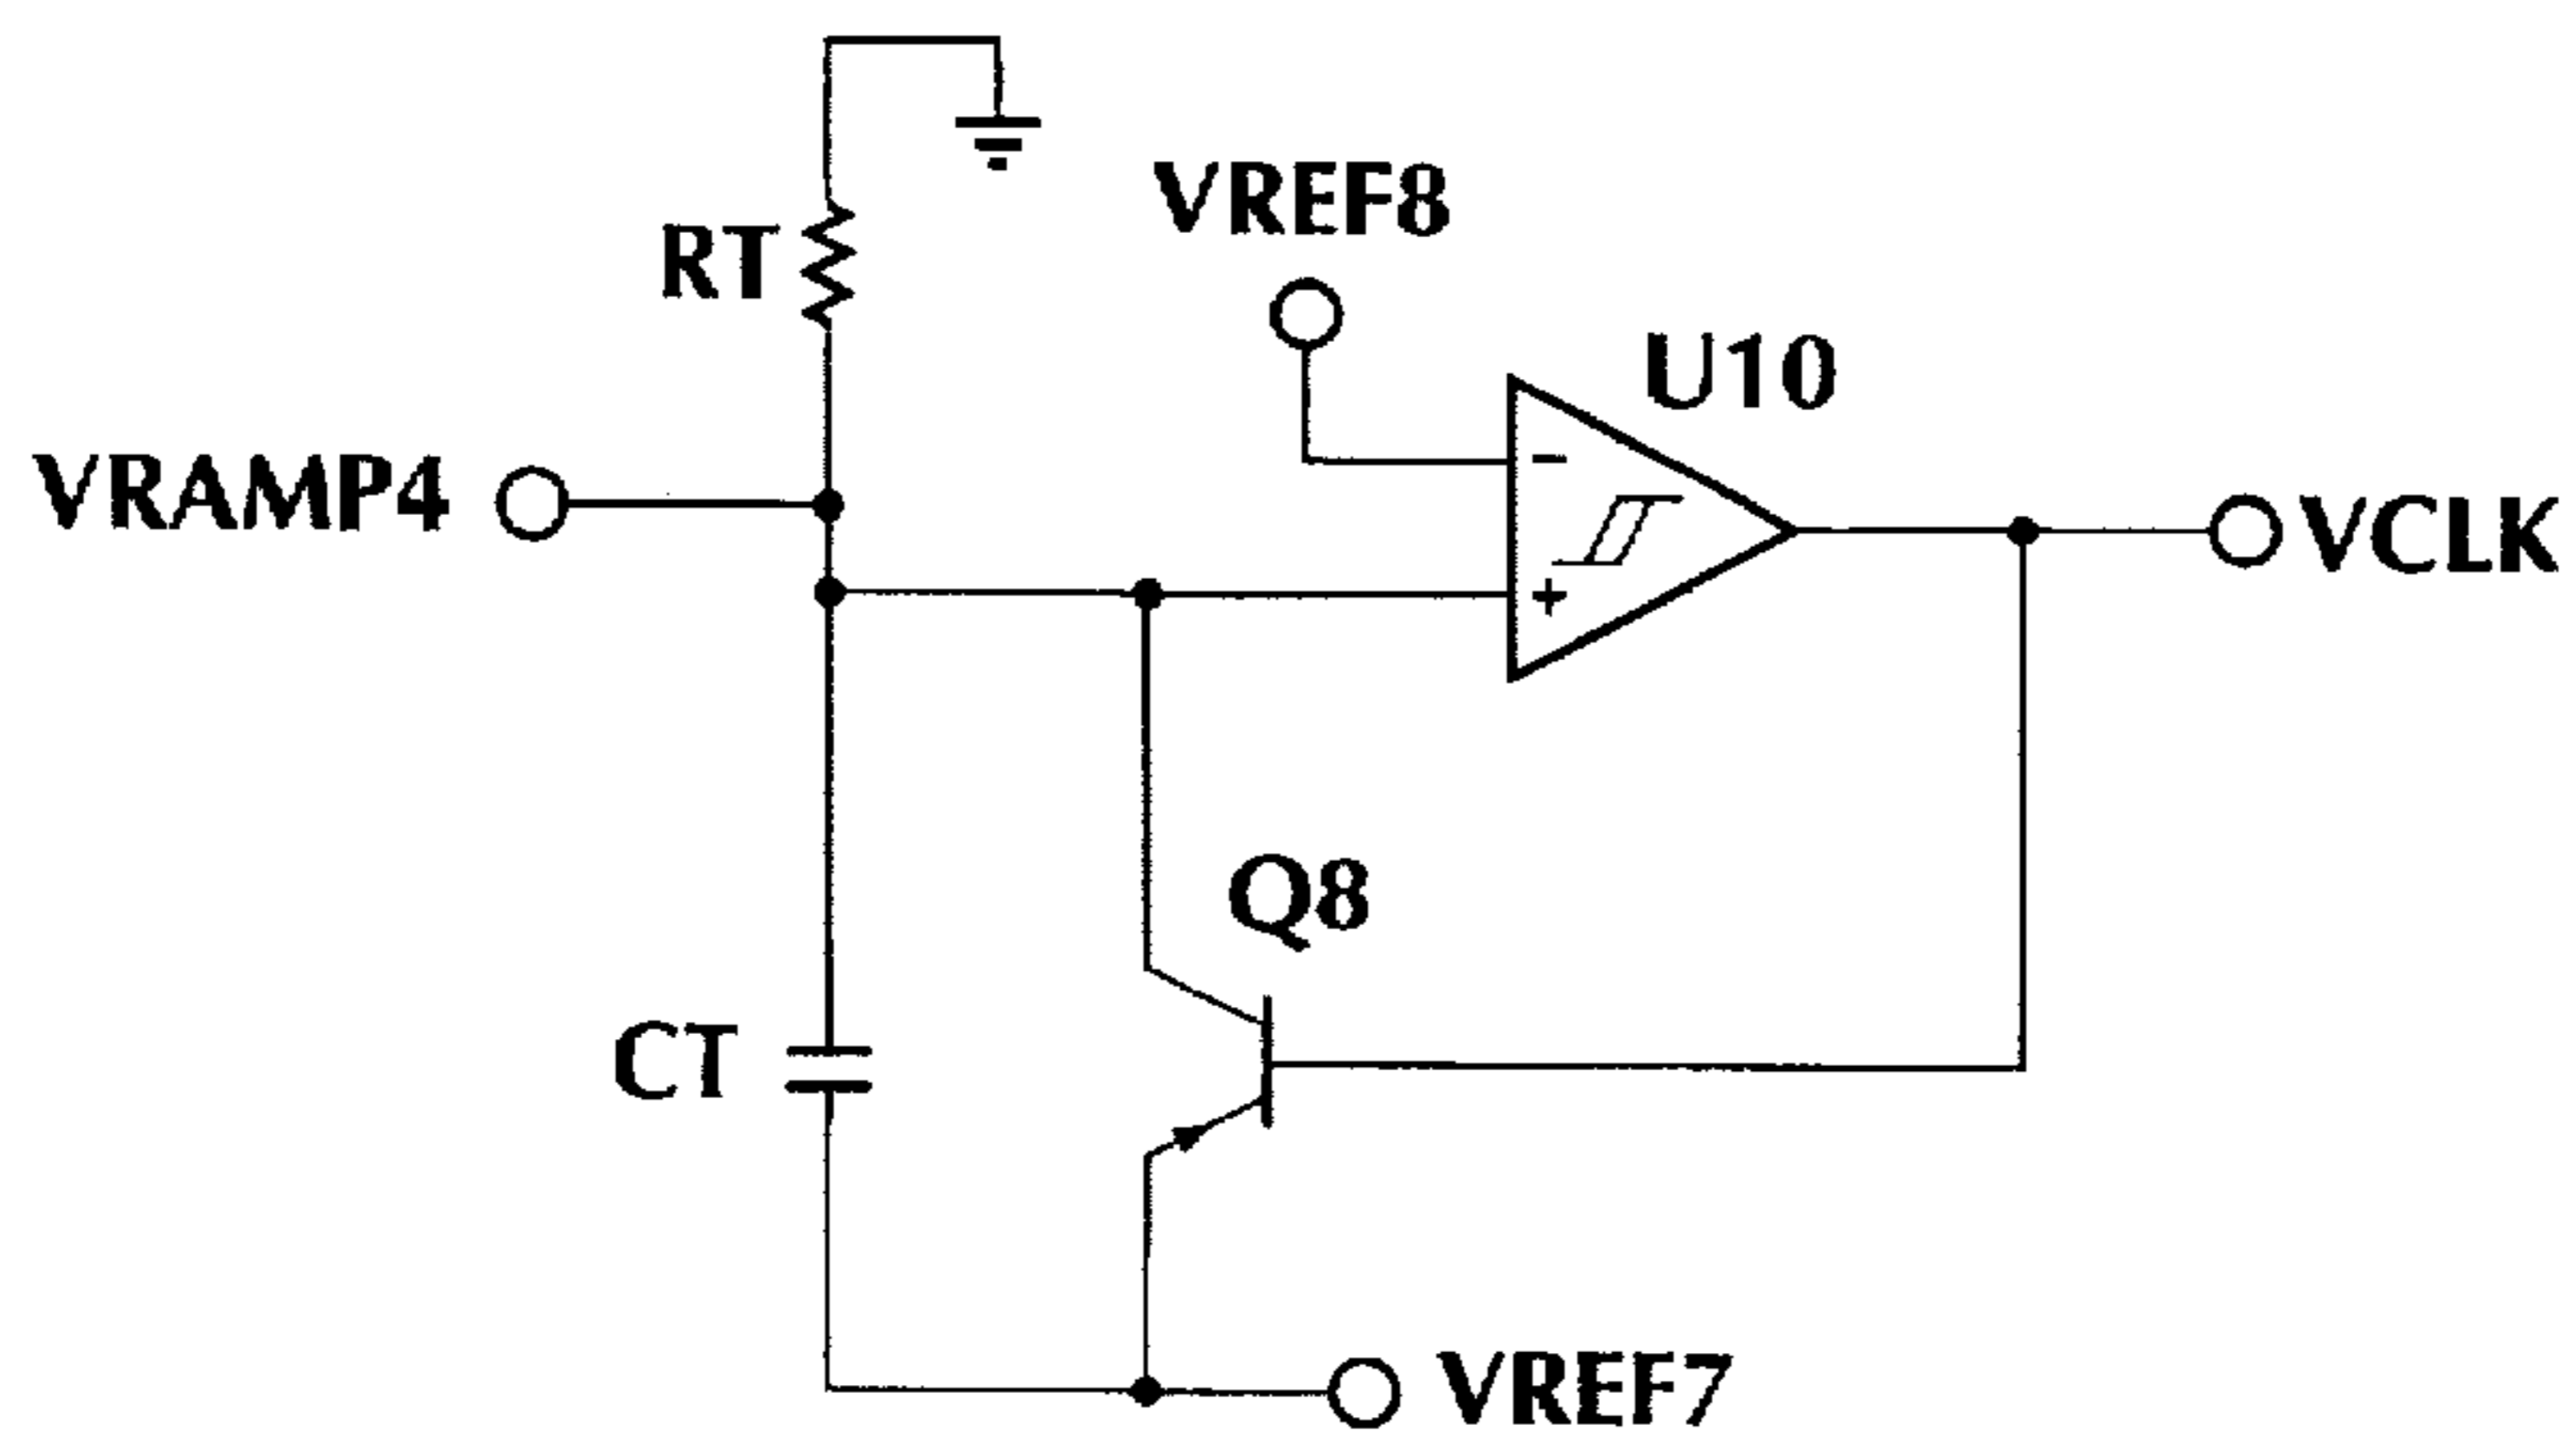 RT
VREF8
U10
VRAMP4
-
+
VCLK
Q8
CT
VREF7